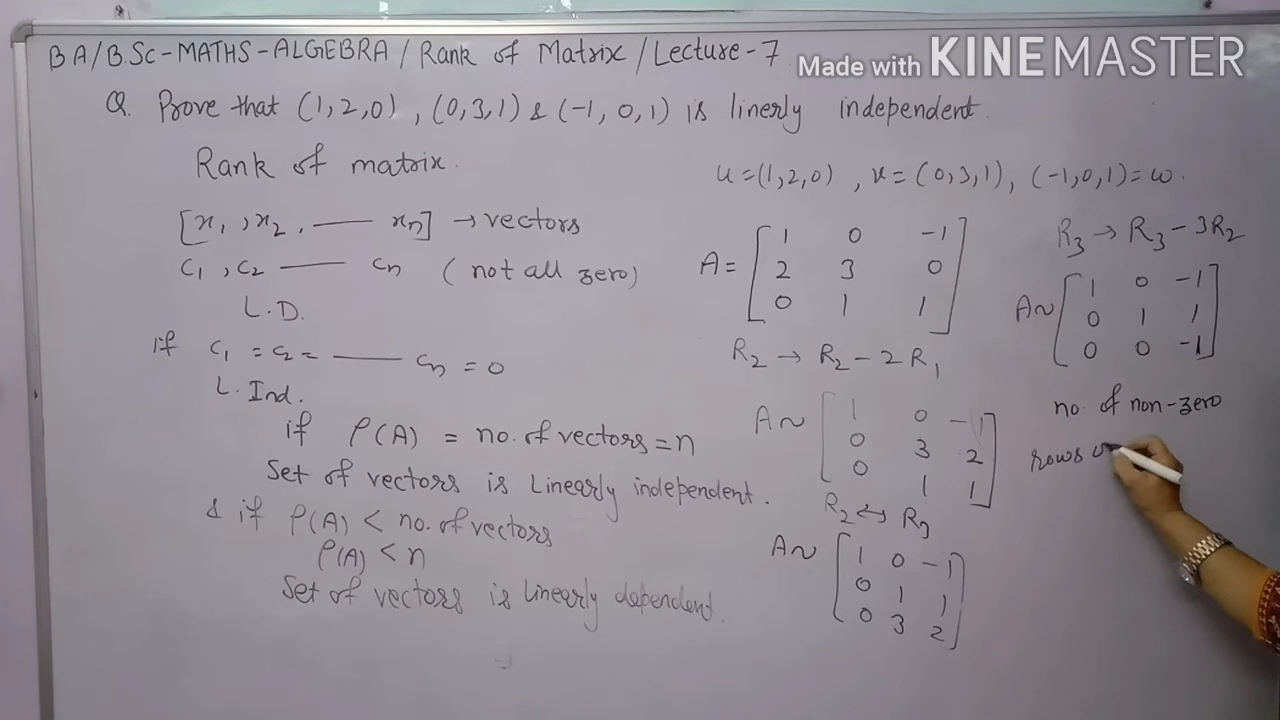 BA/B.Sc-MATHS-ALGEBRA / Rank of Matrix / Lecture-7
Made with KINEMASTER
Q. Prove that (1,2,0), (0,3,1) & (-1, 0,1) is linerly independent.
Rank of matrix.
[x1, x2, — xn] → vectors
c1, c2 — cn (not all zero)
L.D.
if c1 = c2 = — cn = 0
L. Ind.
if ρ(A) = no. of vectors = n
Set of vectors is Linearly independent.
& if ρ(A) < no. of vectors
ρ(A) < n
Set of vectors is linearly dependent.
u=(1,2,0), v=(0,3,1), (-1,0,1)=w.
A= [ 1 0 -1
2 3 0
0 1 1 ]
R2 → R2 - 2R1
A~ [ 1 0 -1
0 3 2
0 1 1 ]
R2 ↔ R3
A~ [ 1 0 -1
0 1 1
0 3 2 ]
R3 → R3 - 3R2
A~ [ 1 0 -1
0 1 1
0 0 -1 ]
no. of non-zero
rows